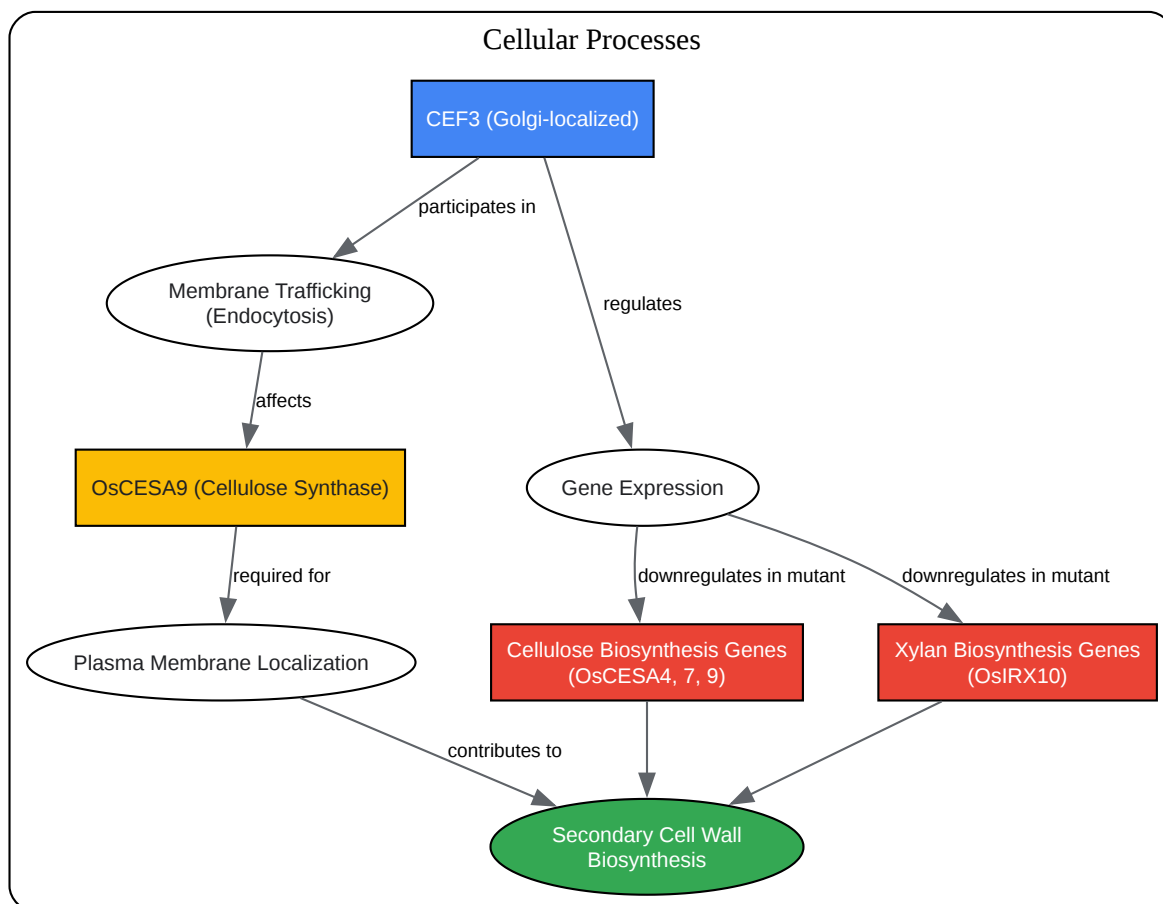 Cellular Processes
CEF3 (Golgi-localized)
participates in
Membrane Trafficking
(Endocytosis)
regulates
affects
OsCESA9 (Cellulose Synthase)
Gene Expression
required for
downregulates in mutant
downregulates in mutant
Plasma Membrane Localization
Cellulose Biosynthesis Genes
(OsCESA4, 7, 9)
Xylan Biosynthesis Genes
(OsIRX10)
contributes to
Secondary Cell Wall
Biosynthesis